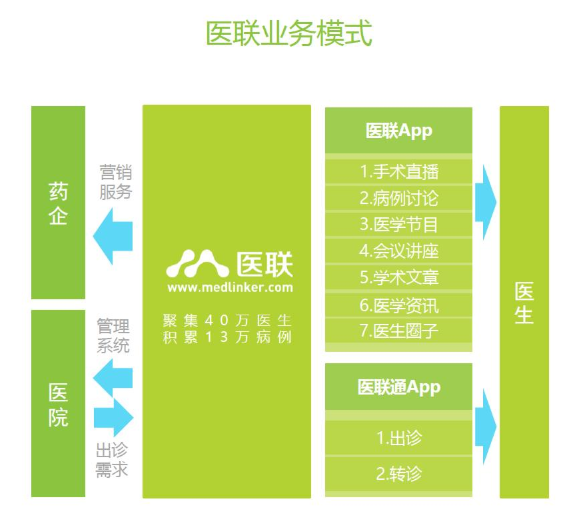 医联业务模式
药
企
营销
服务
医院
管理
系统
出诊
需求
医联
www.medlinker.com
聚集40万医生
积累13万病例
医联App
1.手术直播
2.病例讨论
3.医学节目
4.会议讲座
5.学术文章
6.医学资讯
7.医生圈子
医联通App
1.出诊
2.转诊
医
生